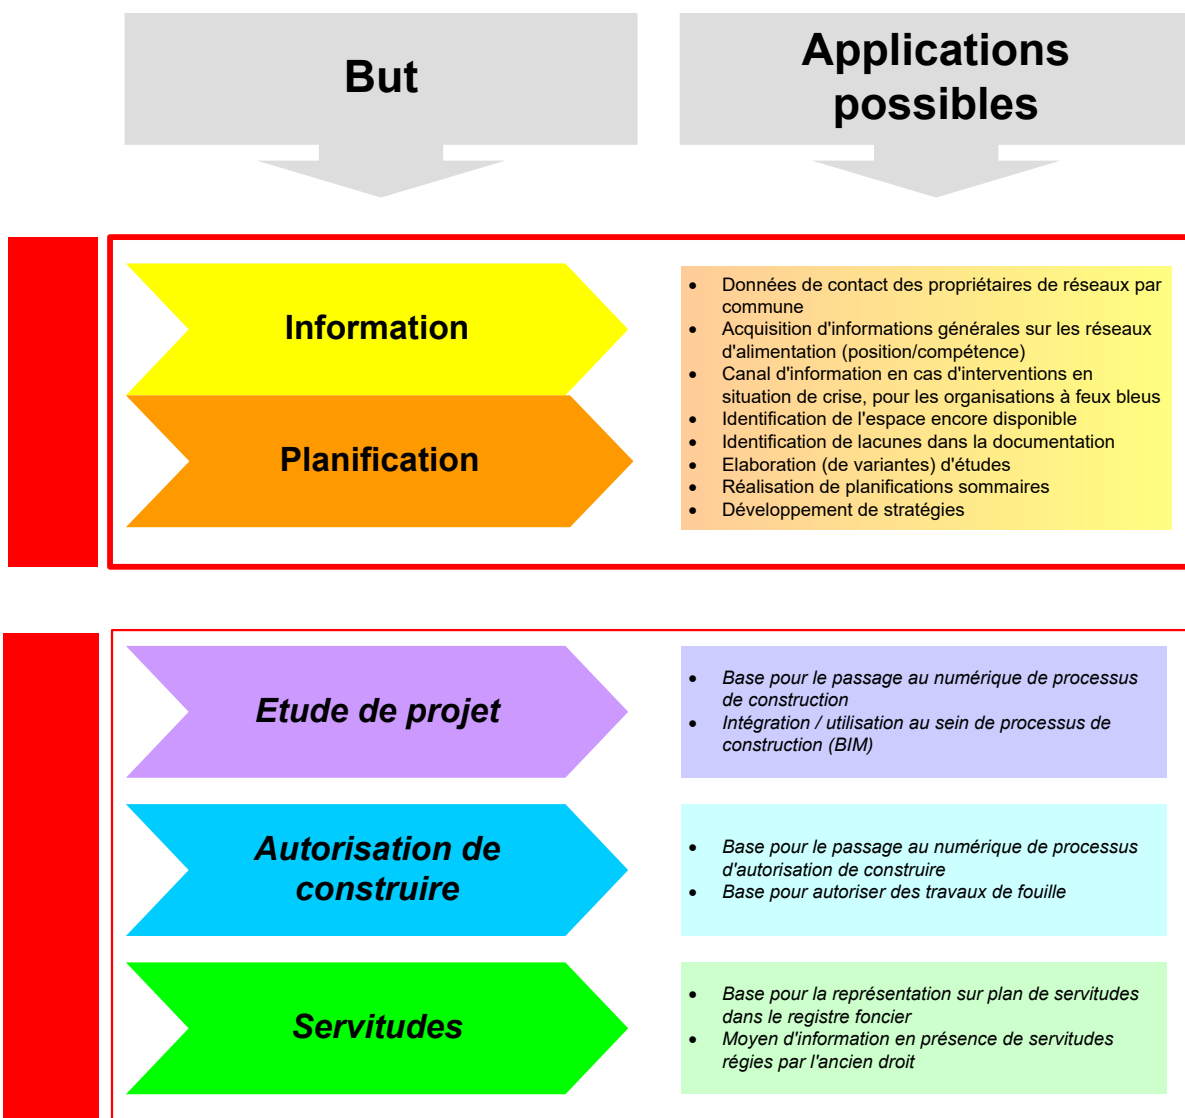 But
Applications
possibles
Information
Planification
• Données de contact des propriétaires de réseaux par
commune
• Acquisition d'informations générales sur les réseaux
d'alimentation (position/compétence)
• Canal d'information en cas d'interventions en
situation de crise, pour les organisations à feux bleus
• Identification de l'espace encore disponible
• Identification de lacunes dans la documentation
• Elaboration (de variantes) d'études
• Réalisation de planifications sommaires
• Développement de stratégies
Etude de projet
• Base pour le passage au numérique de processus
de construction
• Intégration / utilisation au sein de processus de
construction (BIM)
Autorisation de
construire
• Base pour le passage au numérique de processus
d'autorisation de construire
• Base pour autoriser des travaux de fouille
Servitudes
• Base pour la représentation sur plan de servitudes
dans le registre foncier
• Moyen d'information en présence de servitudes
régies par l'ancien droit